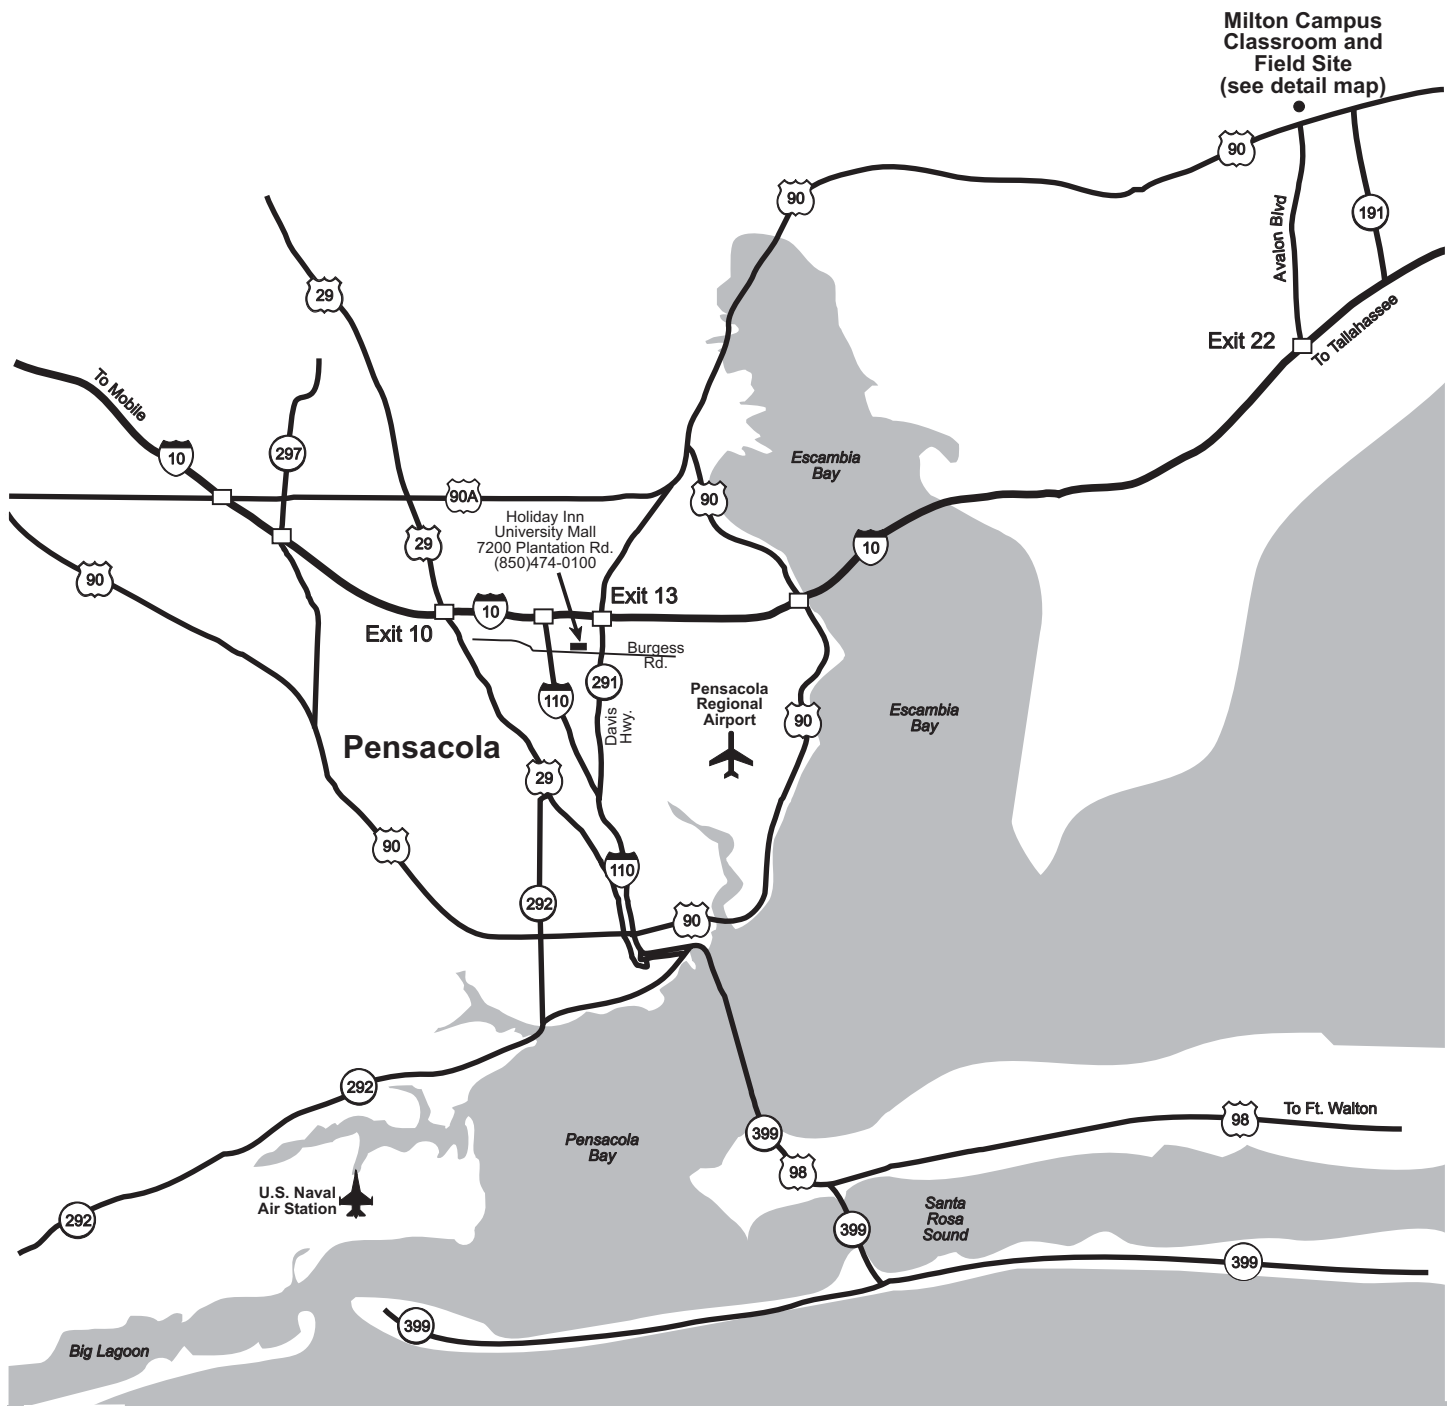 Milton Campus
Classroom and
Field Site
(see detail map)
90
90
191
Avalon Blvd
29
Exit 22
To Tallahassee
To Mobile
10
297
Escambia
Bay
90A
90
Holiday Inn
University Mall
7200 Plantation Rd.
(850)474-0100
29
10
90
Exit 13
10
Exit 10
Burgess
Rd.
291
110
Pensacola
Regional
Airport
Escambia
Bay
90
Davis
Hwy.
Pensacola
29
90
110
292
90
292
To Ft. Walton
98
399
Pensacola
Bay
98
U.S. Naval
Air Station
292
Santa
Rosa
Sound
399
399
399
Big Lagoon